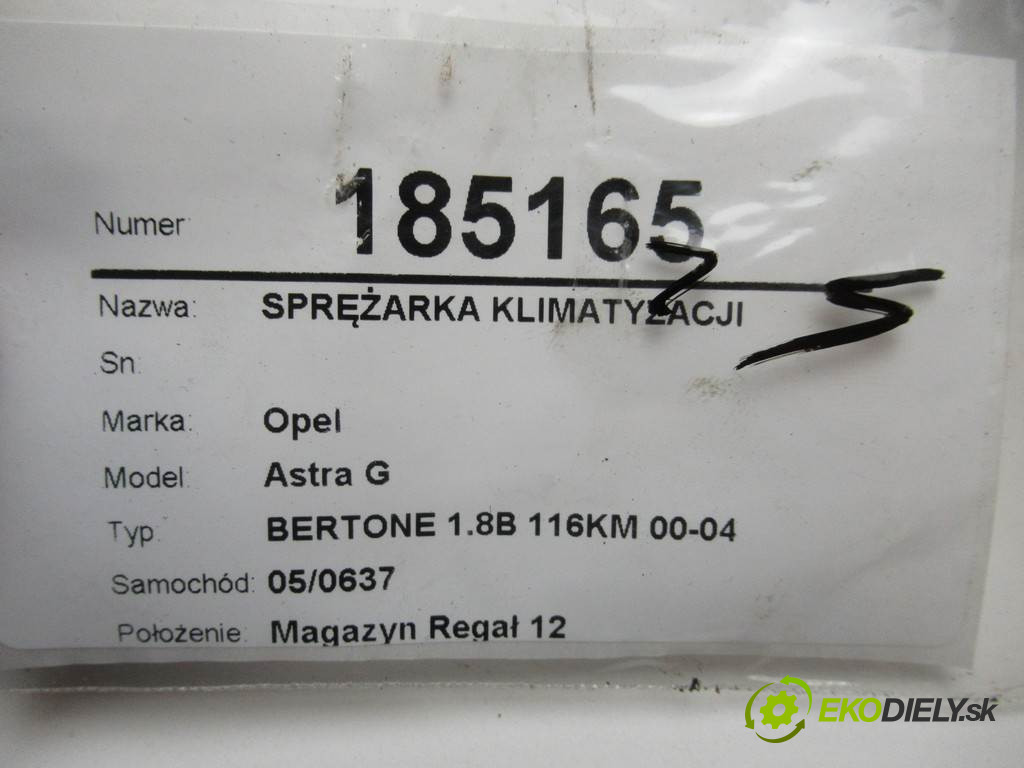 Numer 185165
Nazwa: SPRĘŻARKA KLIMATYZACJI
Sn:
Marka: Opel
Model: Astra G
Typ: BERTONE 1.8B 116KM 00-04
Samochód: 05/0637
Położenie: Magazyn Regał 12
EKODIELY.sk